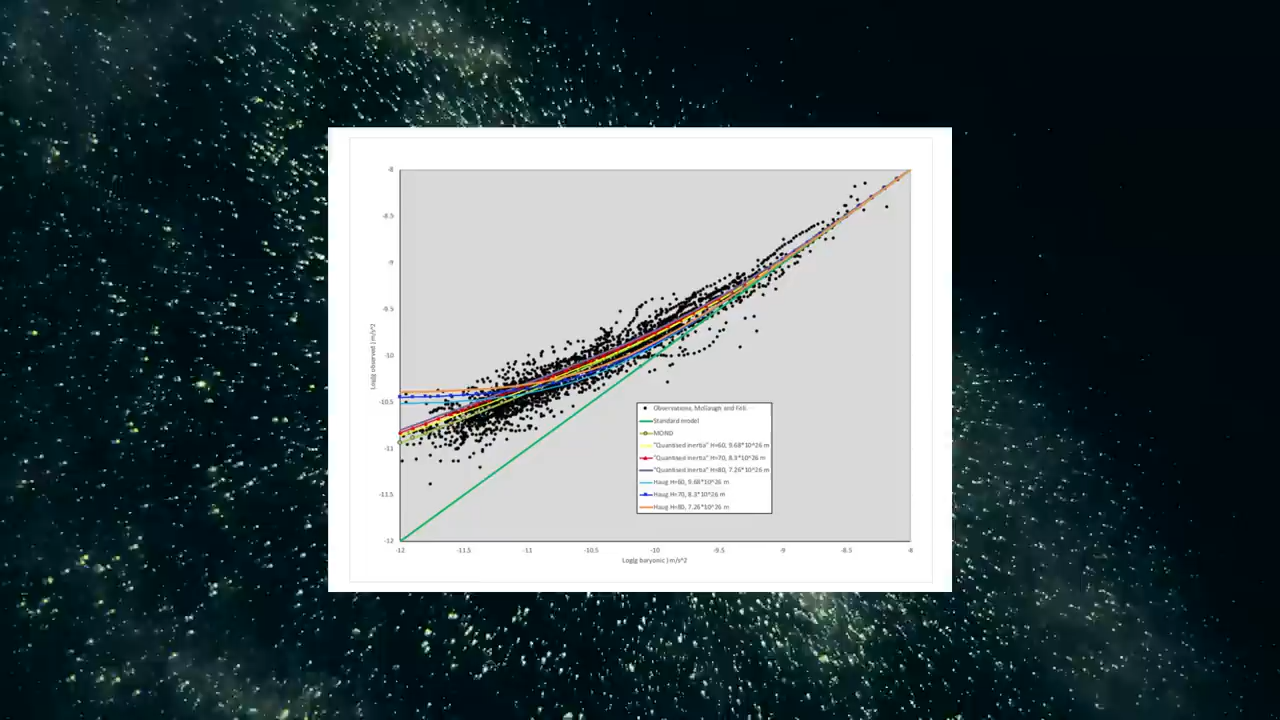 -8
-8.5
-9
-9.5
-10
-10.5
-11
-11.5
-12
Log(g observed ) m/s^2
Observations, McGaugh and Lelli
Standard model
MOND
"Quantised inertia" H=60, 9.68*10^26 m
"Quantised inertia" H=70, 8.3*10^26 m
"Quantised inertia" H=80, 7.26*10^26 m
Haug H=60, 9.68*10^26 m
Haug H=70, 8.3*10^26 m
Haug H=80, 7.26*10^26 m
-12 -11.5 -11 -10.5 -10 -9.5 -9 -8.5 -8
Log(g baryonic ) m/s^2